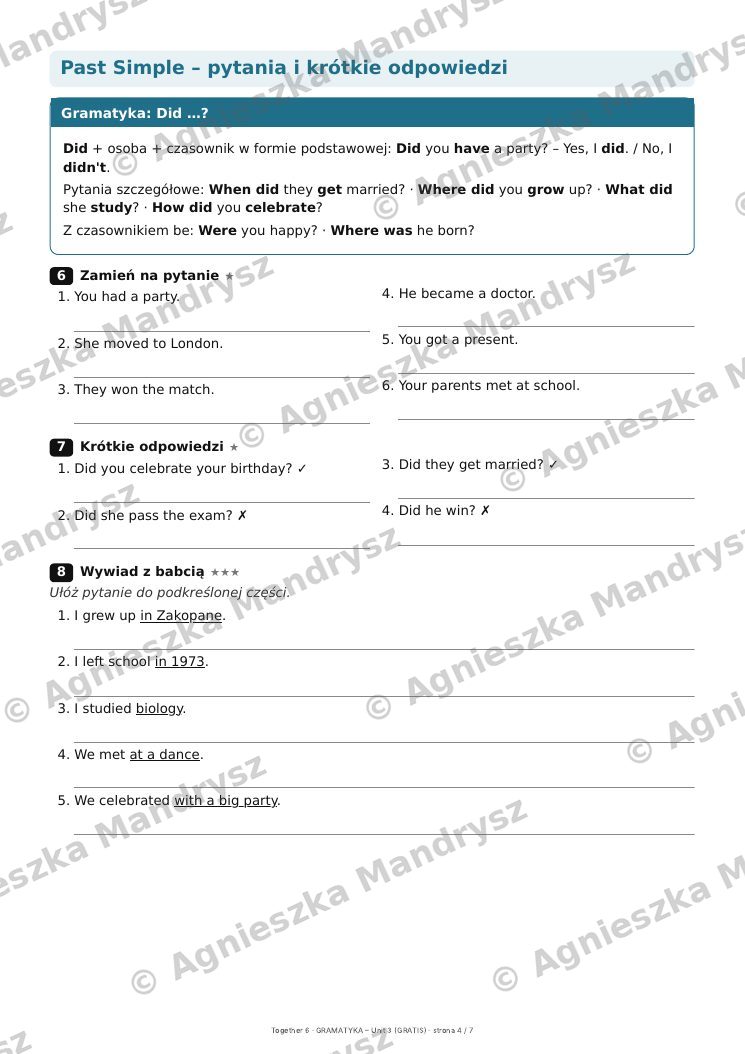 Past Simple – pytania i krótkie odpowiedzi
Gramatyka: Did …?
Did + osoba + czasownik w formie podstawowej: Did you have a party? – Yes, I did. / No, I
didn't.
Pytania szczegółowe: When did they get married? · Where did you grow up? · What did
she study? · How did you celebrate?
Z czasownikiem be: Were you happy? · Where was he born?
6 Zamień na pytanie ★
1. You had a party.
2. She moved to London.
3. They won the match.
4. He became a doctor.
5. You got a present.
6. Your parents met at school.
7 Krótkie odpowiedzi ★
1. Did you celebrate your birthday? ✓
2. Did she pass the exam? ✗
3. Did they get married? ✓
4. Did he win? ✗
8 Wywiad z babcią ★★★
Ułóż pytanie do podkreślonej części.
1. I grew up in Zakopane.
2. I left school in 1973.
3. I studied biology.
4. We met at a dance.
5. We celebrated with a big party.
Together 6 · GRAMATYKA – Unit 3 (GRATIS) · strona 4 / 7
© Agnieszka Mandrysz